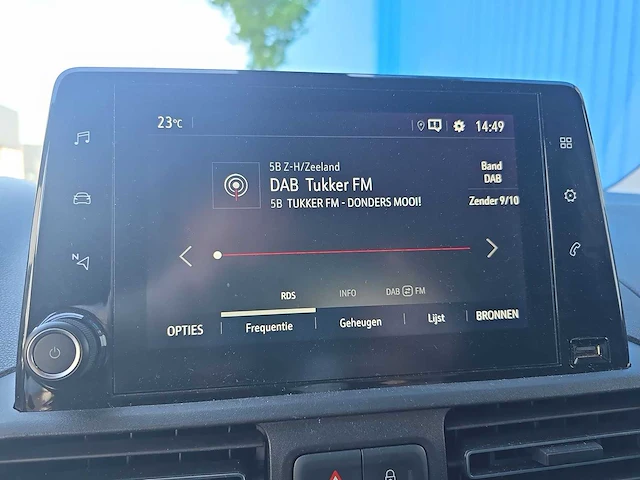 23°C
14:49
5B Z-H/Zeeland
DAB Tukker FM
5B TUKKER FM - DONDERS MOOI!
Band
DAB
Zender 9/10
N
RDS INFO DAB FM
OPTIES Frequentie Geheugen Lijst BRONNEN